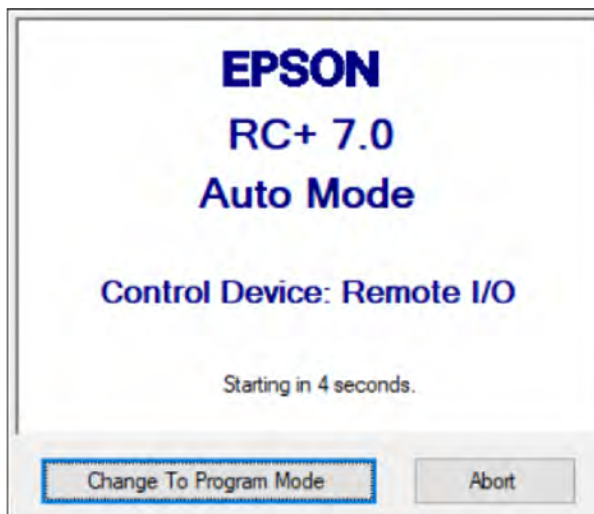 EPSON
RC+ 7.0
Auto Mode
Control Device: Remote I/O
Starting in 4 seconds.
Change To Program Mode
Abort